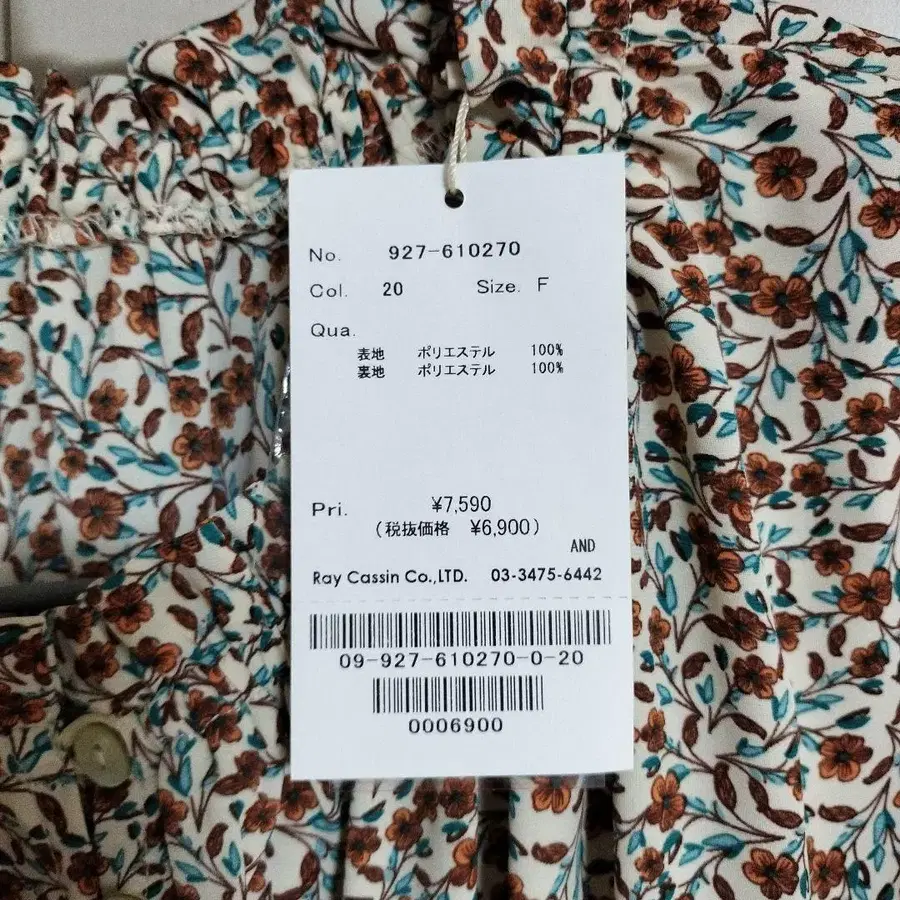 No. 927-610270
Col. 20 Size. F
Qua.
表地 ポリエステル 100%
裏地 ポリエステル 100%
Pri. ¥7,590
(税抜価格 ¥6,900)
AND
Ray Cassin Co.,LTD. 03-3475-6442
09-927-610270-0-20
0006900